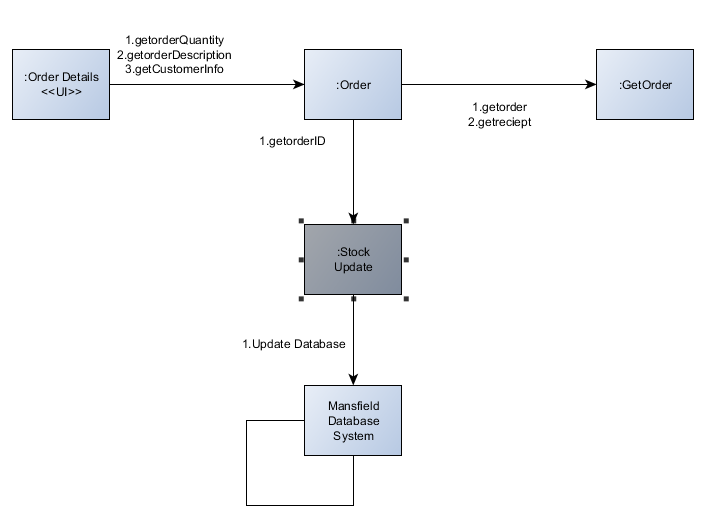 1.getorderQuantity
2.getorderDescription
3.getCustomerInfo
:Order Details
<<UI>>
:Order
:GetOrder
1.getorder
2.getreciept
1.getorderID
:Stock
Update
1.Update Database
Mansfield
Database
System